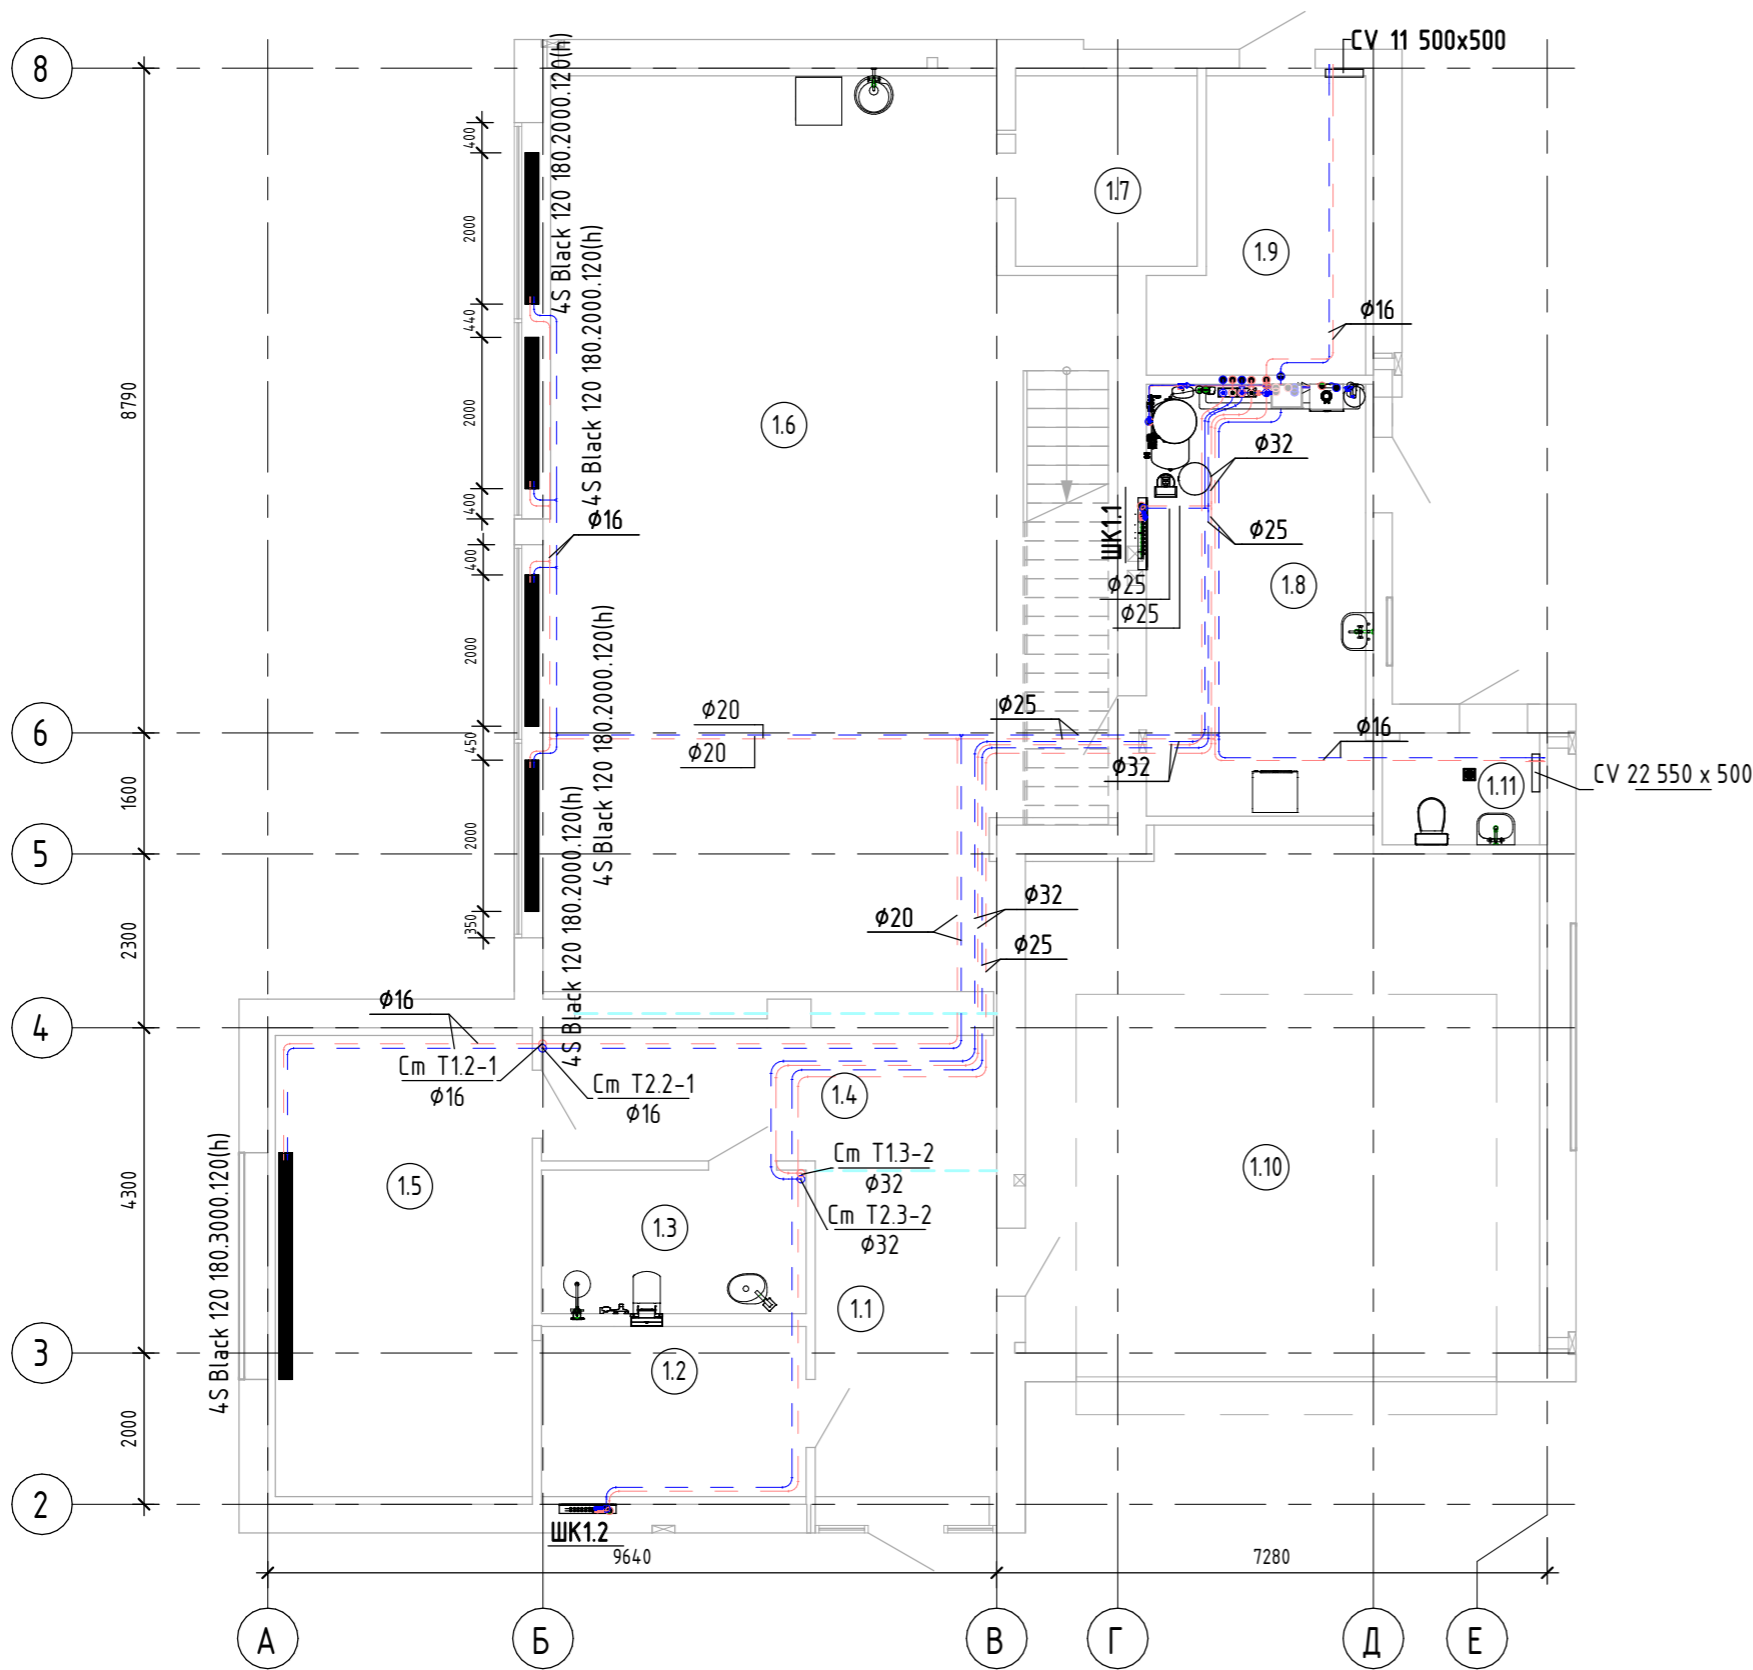 8
CV 11 500x500
400
4S Black 120 180.2000.120(h)
1.7
2000
1.9
4S Black 120 180.2000.120(h)
440
ϕ16
8790
2000
1.6
ϕ32
400
ϕ16
ШК1.1
ϕ25
400
ϕ25
1.8
ϕ25
2000
4S Black 120 180.2000.120(h)
6
ϕ20
ϕ25
ϕ16
450
ϕ20
ϕ32
1.11
CV 22 550 x 500
1600
2000
4S Black 120 180.2000.120(h)
5
ϕ32
ϕ20
350
2300
ϕ25
ϕ16
4
Cm T1.2-1
ϕ16
Cm T2.2-1
ϕ16
1.4
Cm T1.3-2
ϕ32
1.10
4300
1.5
4S Black 120 180.3000.120(h)
Cm T2.3-2
ϕ32
1.3
1.1
3
1.2
2000
2
ШК1.2
9640
7280
А
Б
В
Г
Д
Е